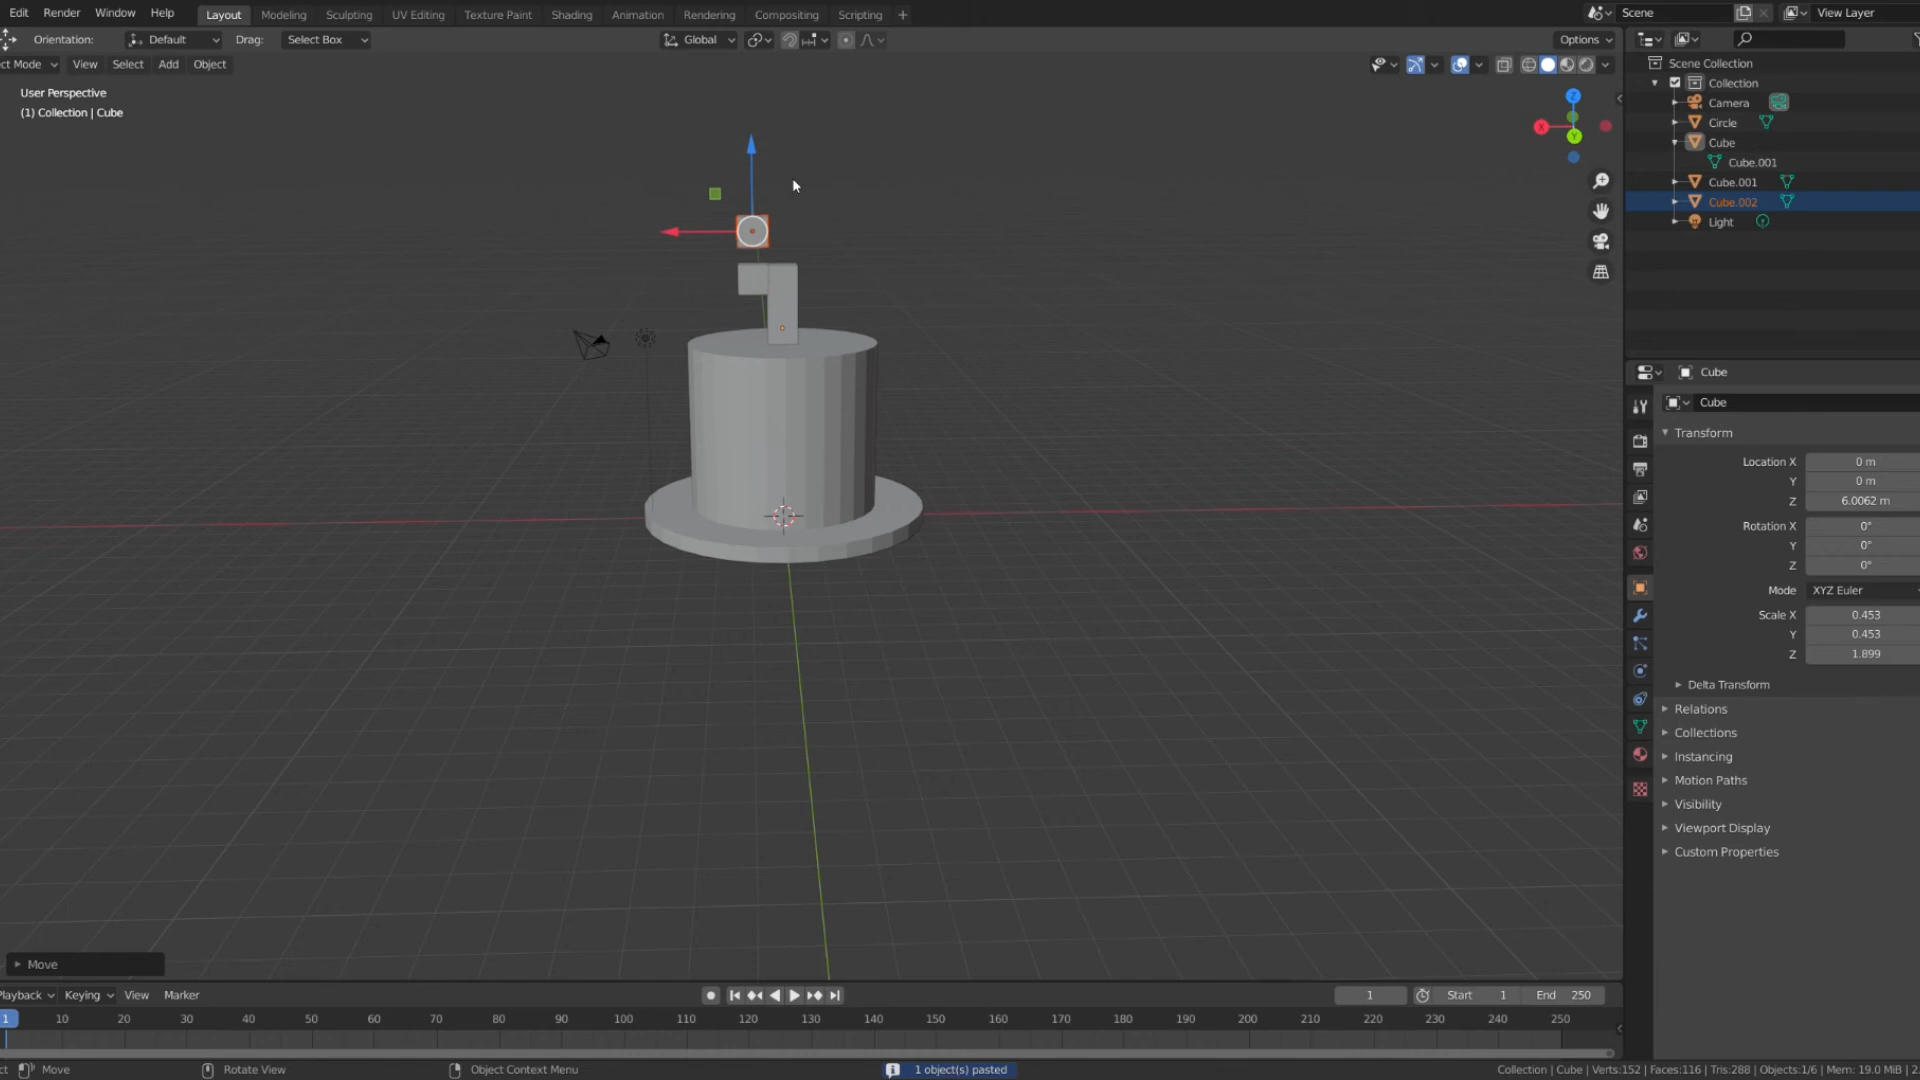 Edit Render Window Help Layout Modeling Sculpting UV Editing Texture Paint Shading Animation Rendering Compositing Scripting + Scene View Layer
Orientation: Default Drag: Select Box Global Options
ct Mode View Select Add Object
User Perspective
(1) Collection | Cube
Z
X
Y
Scene Collection
Collection
Camera
Circle
Cube
Cube.001
Cube.001
Cube.002
Light
Cube
Cube
Transform
Location X 0 m
Y 0 m
Z 6.0062 m
Rotation X 0°
Y 0°
Z 0°
Mode XYZ Euler
Scale X 0.453
Y 0.453
Z 1.899
Delta Transform
Relations
Collections
Instancing
Motion Paths
Visibility
Viewport Display
Custom Properties
Move
Playback Keying View Marker 1 Start 1 End 250
1 10 20 30 40 50 60 70 80 90 100 110 120 130 140 150 160 170 180 190 200 210 220 230 240 250
ct Move Rotate View Object Context Menu 1 object(s) pasted Collection | Cube | Verts:152 | Faces:116 | Tris:288 | Objects:1/6 | Mem: 19.0 MiB | 2.